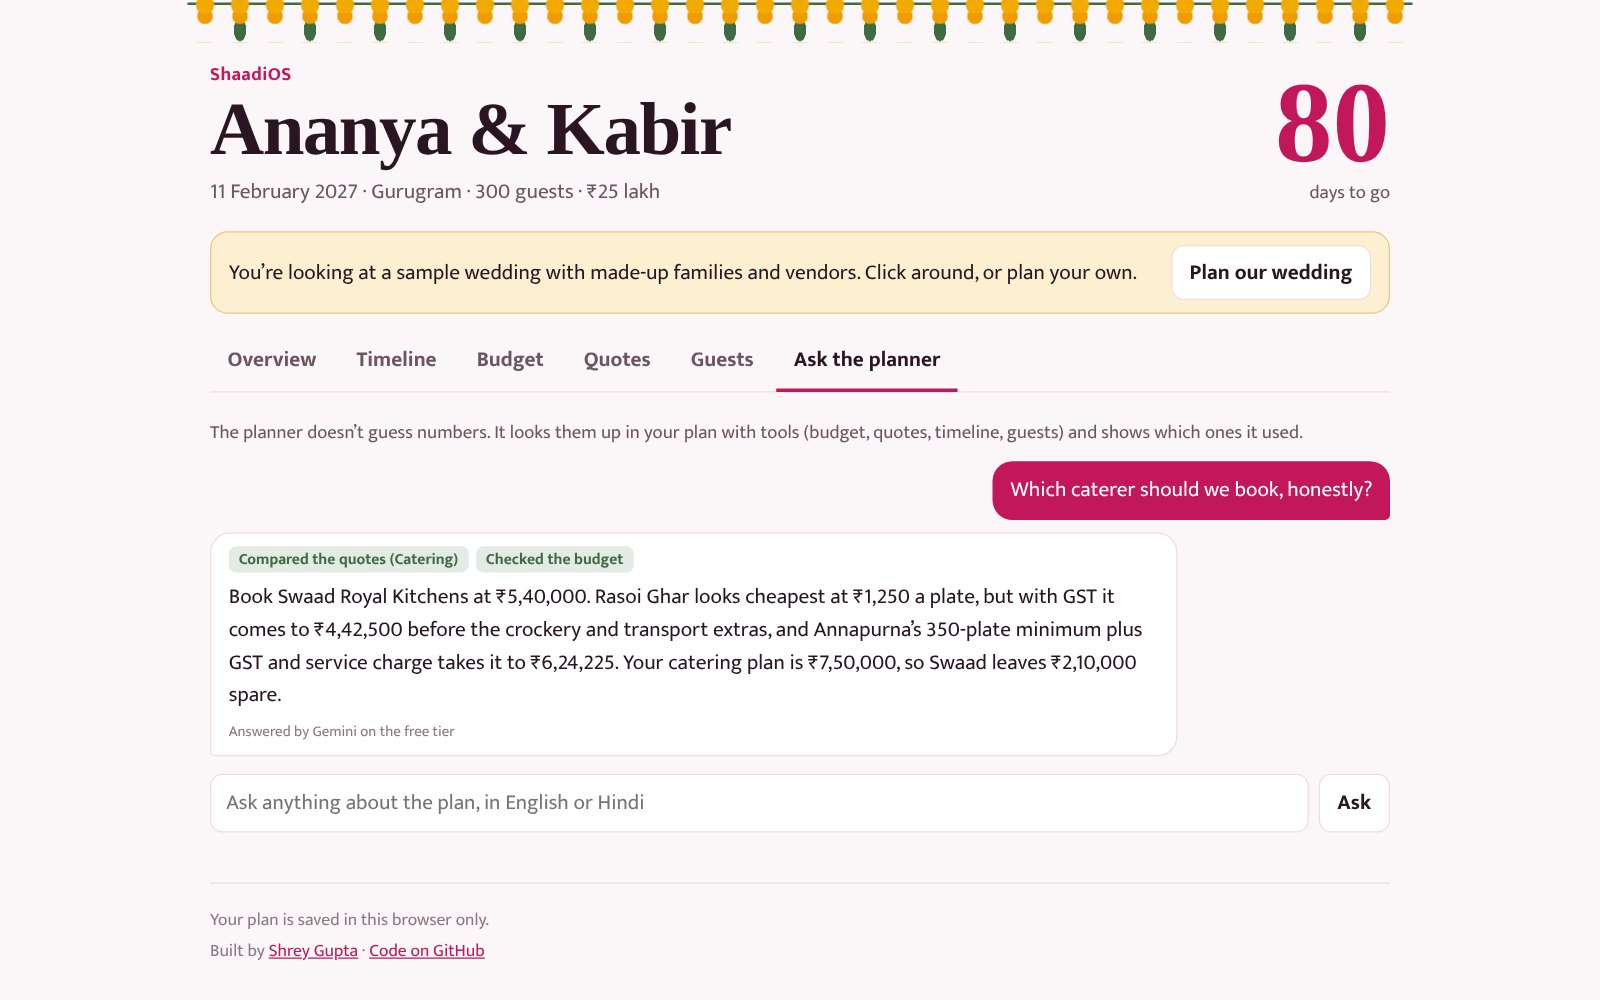 ShaadiOS
Ananya & Kabir
11 February 2027 · Gurugram · 300 guests · ₹25 lakh
80
days to go
You’re looking at a sample wedding with made-up families and vendors. Click around, or plan your own.
Plan our wedding
Overview Timeline Budget Quotes Guests Ask the planner
The planner doesn’t guess numbers. It looks them up in your plan with tools (budget, quotes, timeline, guests) and shows which ones it used.
Which caterer should we book, honestly?
Compared the quotes (Catering) Checked the budget
Book Swaad Royal Kitchens at ₹5,40,000. Rasoi Ghar looks cheapest at ₹1,250 a plate, but with GST it
comes to ₹4,42,500 before the crockery and transport extras, and Annapurna’s 350-plate minimum plus
GST and service charge takes it to ₹6,24,225. Your catering plan is ₹7,50,000, so Swaad leaves ₹2,10,000
spare.
Answered by Gemini on the free tier
Ask anything about the plan, in English or Hindi
Ask
Your plan is saved in this browser only.
Built by Shrey Gupta · Code on GitHub